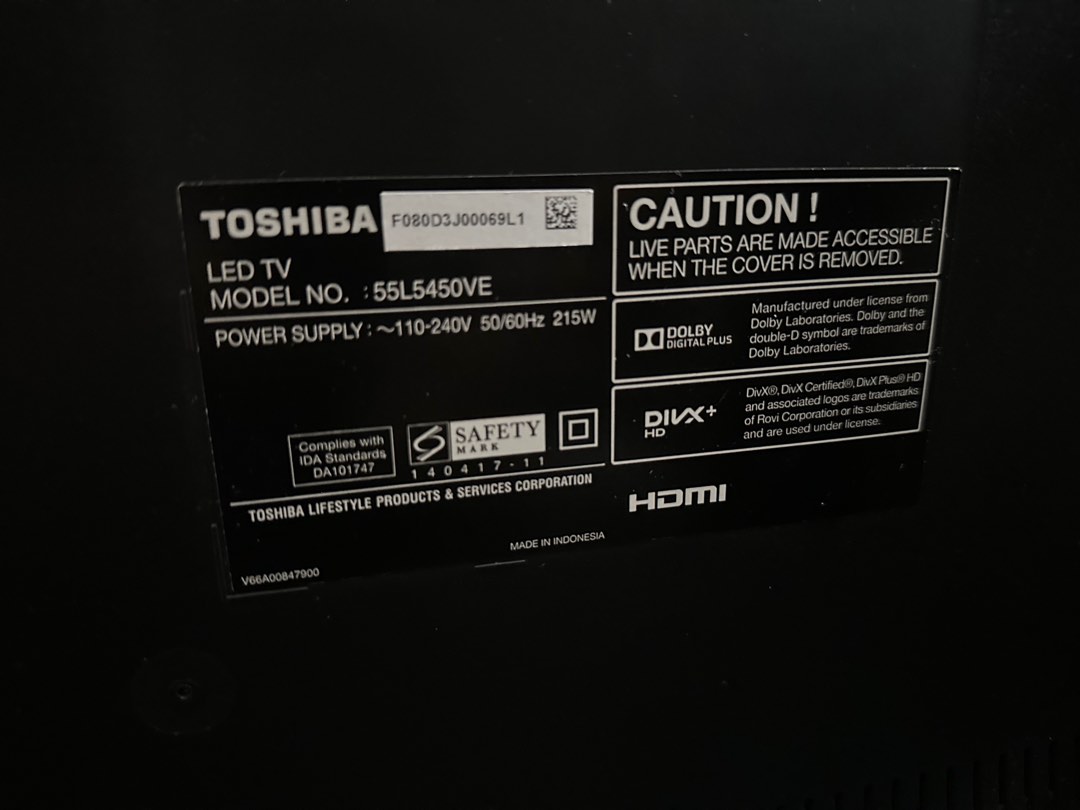 TOSHIBA
F080D3J00069L1
LED TV
MODEL NO. : 55L5450VE
POWER SUPPLY : ~110-240V 50/60Hz 215W
Complies with
IDA Standards
DA101747
SAFETY
MARK
140417-11
TOSHIBA LIFESTYLE PRODUCTS & SERVICES CORPORATION
MADE IN INDONESIA
V66A00847900
CAUTION !
LIVE PARTS ARE MADE ACCESSIBLE
WHEN THE COVER IS REMOVED.
DOLBY
DIGITAL PLUS
Manufactured under license from
Dolby Laboratories. Dolby and the
double-D symbol are trademarks of
Dolby Laboratories.
DIVX+
HD
DivX®, DivX Certified®, DivX Plus® HD
and associated logos are trademarks
of Rovi Corporation or its subsidiaries
and are used under license.
HDMI